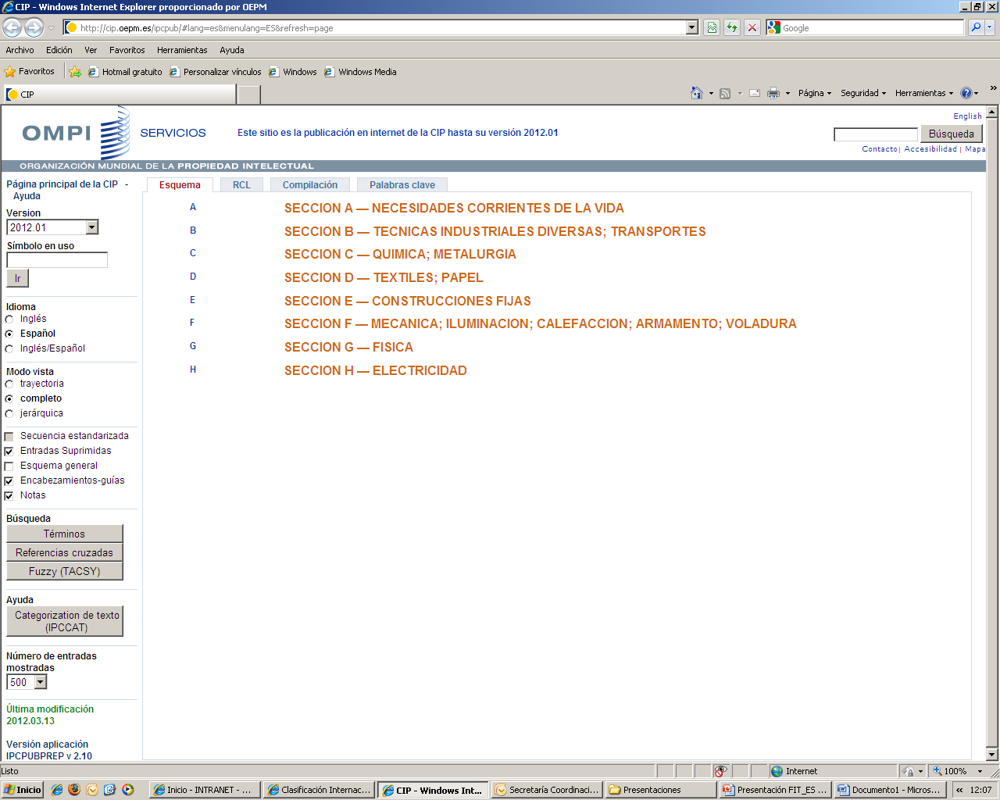 CIP - Windows Internet Explorer proporcionado por OEPM
http://cip.oepm.es/ipcpub/#lang=es&menulang=ES&refresh=page
Google
Archivo Edición Ver Favoritos Herramientas Ayuda
Favoritos Hotmail gratuito Personalizar vínculos Windows Windows Media
CIP Página Seguridad Herramientas
English
OMPI SERVICIOS Este sitio es la publicación en internet de la CIP hasta su versión 2012.01 Búsqueda
Contacto| Accesibilidad | Mapa
ORGANIZACIÓN MUNDIAL DE LA PROPIEDAD INTELECTUAL
Página principal de la CIP -
Ayuda
Version
2012.01
Símbolo en uso
Ir
Idioma
Inglés
Español
Inglés/Español
Modo vista
trayectoria
completo
jerárquica
Secuencia estandarizada
Entradas Suprimidas
Esquema general
Encabezamientos-guías
Notas
Búsqueda
Términos
Referencias cruzadas
Fuzzy (TACSY)
Ayuda
Categorization de texto
(IPCCAT)
Número de entradas
mostradas
500
Última modificación
2012.03.13
Versión aplicación
IPCPUBPREP v 2.10
Esquema RCL Compilación Palabras clave
A SECCION A — NECESIDADES CORRIENTES DE LA VIDA
B SECCION B — TECNICAS INDUSTRIALES DIVERSAS; TRANSPORTES
C SECCION C — QUIMICA; METALURGIA
D SECCION D — TEXTILES; PAPEL
E SECCION E — CONSTRUCCIONES FIJAS
F SECCION F — MECANICA; ILUMINACION; CALEFACCION; ARMAMENTO; VOLADURA
G SECCION G — FISICA
H SECCION H — ELECTRICIDAD
Listo Internet 100%
Inicio Inicio - INTRANET - ... Clasificación Internac... CIP - Windows Int... Secretaría Coordinaci... Presentaciones Presentación FIT_ES ... Documento1 - Micros... 12:07